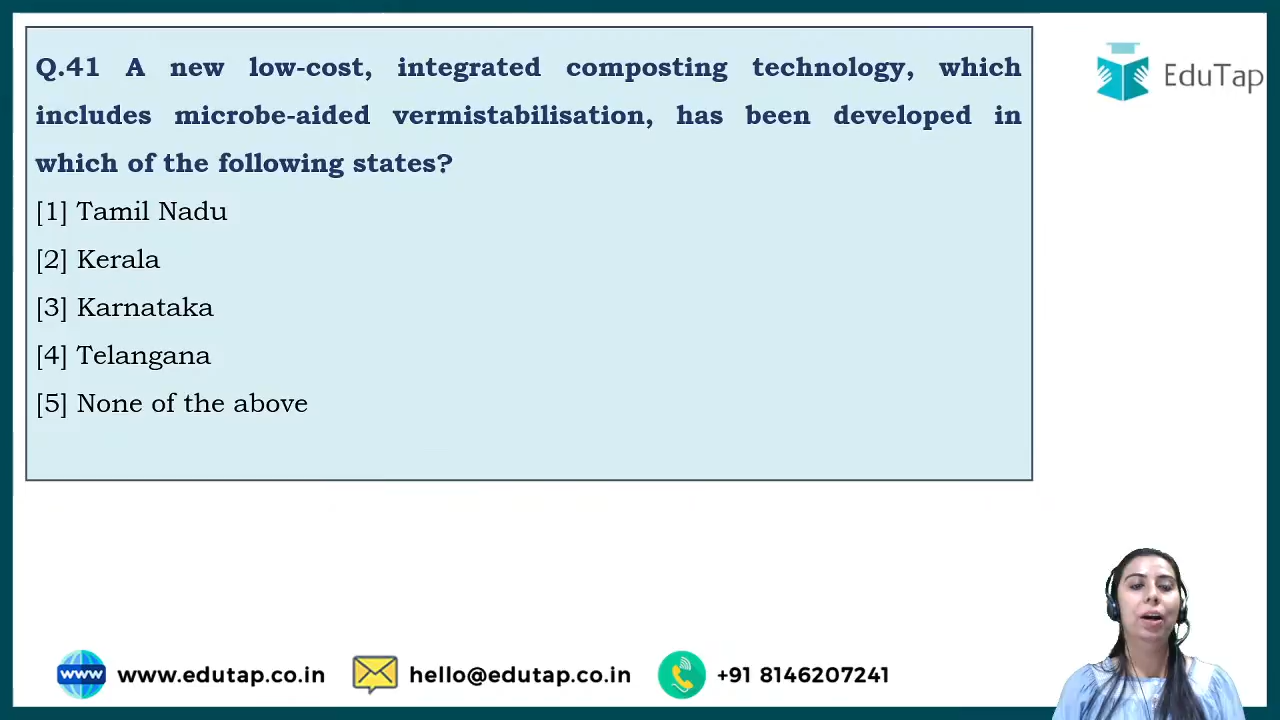 Q.41 A new low-cost, integrated composting technology, which
includes microbe-aided vermistabilisation, has been developed in
which of the following states?
[1] Tamil Nadu
[2] Kerala
[3] Karnataka
[4] Telangana
[5] None of the above
EduTap
www www.edutap.co.in hello@edutap.co.in +91 8146207241